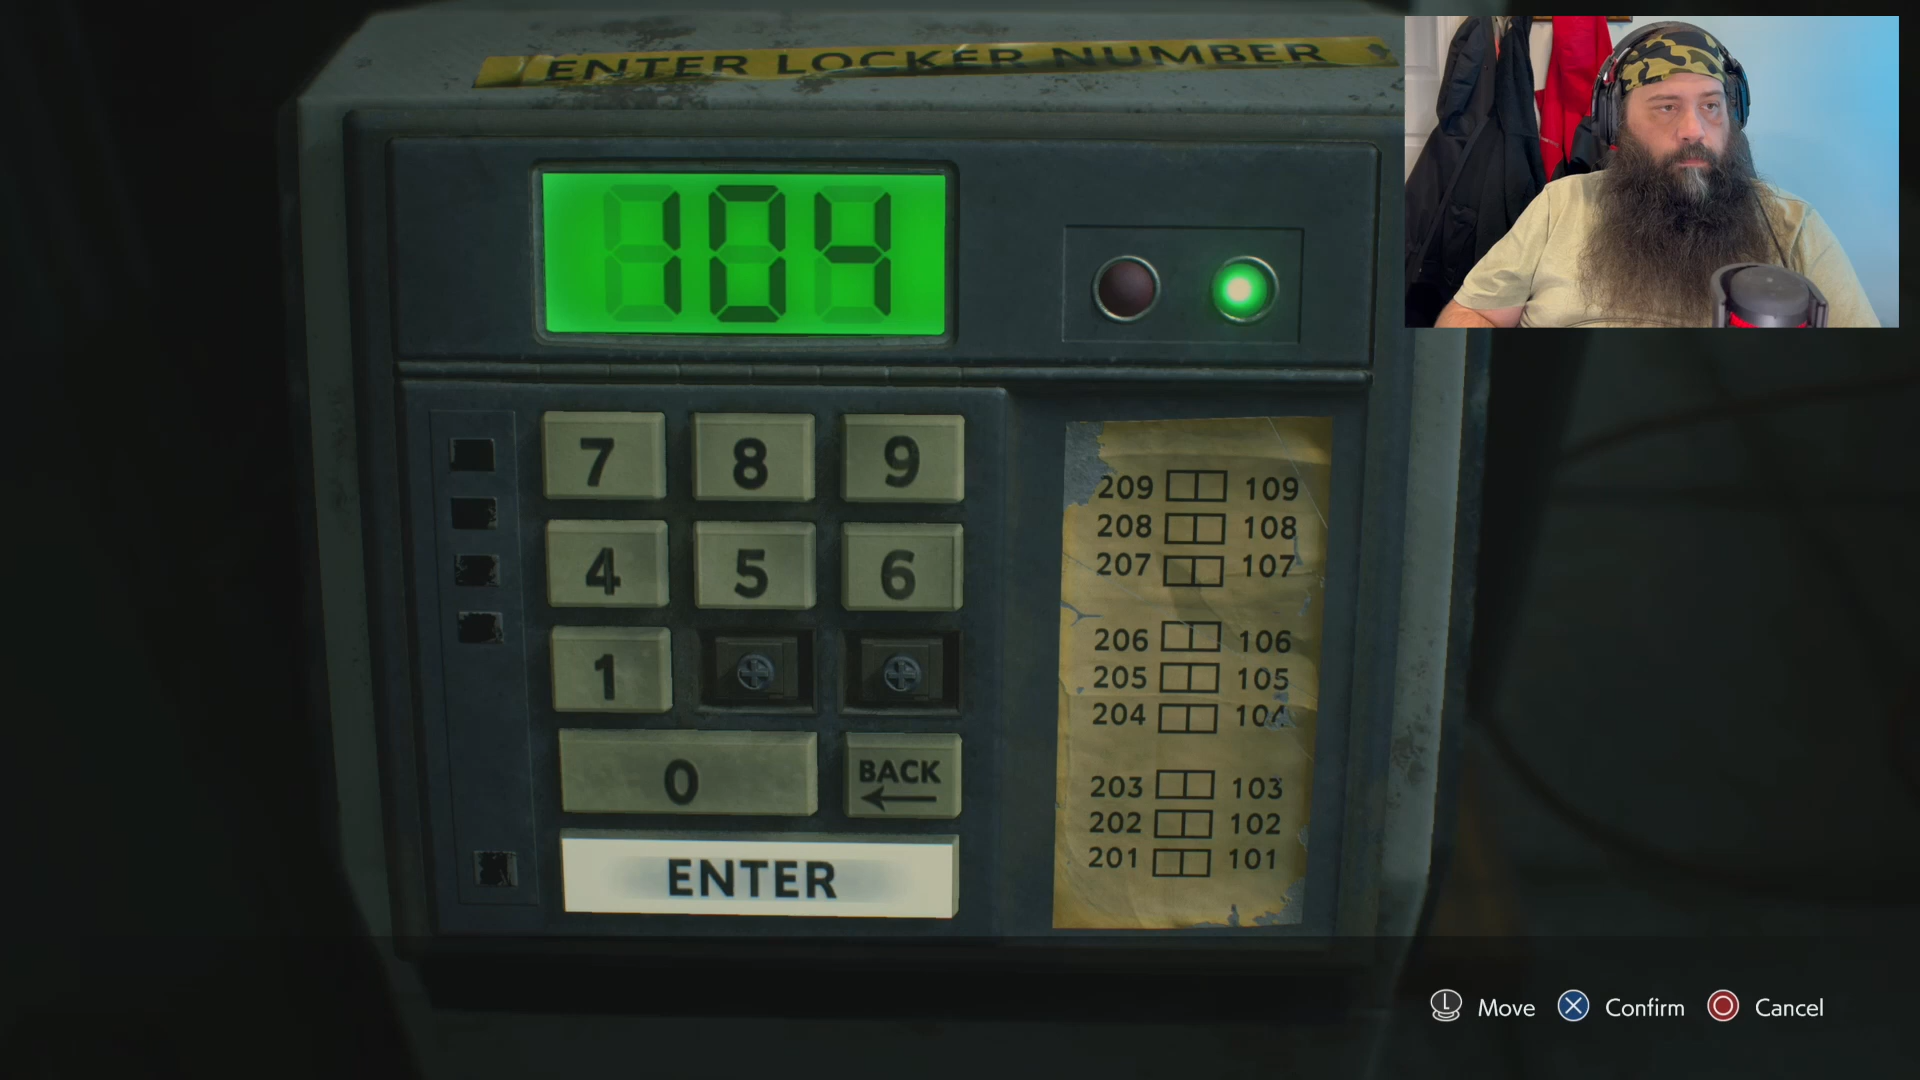 ENTER LOCKER NUMBER
104
7 8 9
4 5 6
1
0 BACK
ENTER
209 109
208 108
207 107
206 106
205 105
204 104
203 103
202 102
201 101
L Move Confirm Cancel